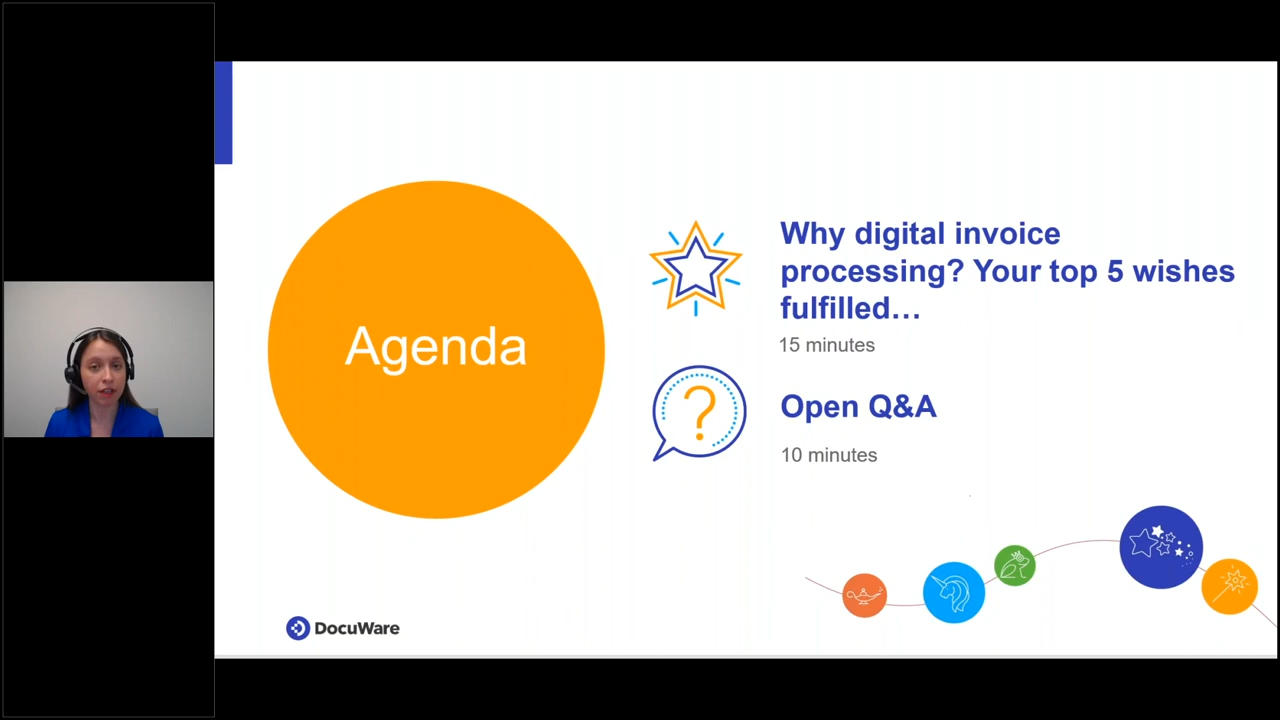 Agenda
Why digital invoice
processing? Your top 5 wishes
fulfilled…
15 minutes
Open Q&A
10 minutes
DocuWare